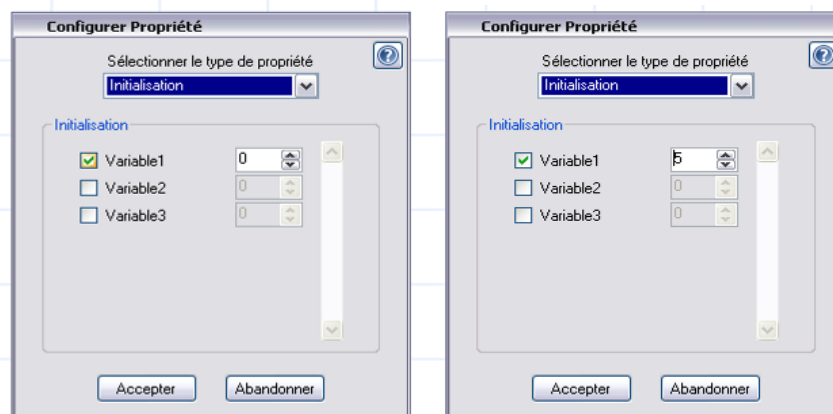 Configurer Propriété
Sélectionner le type de propriété
Initialisation
Initialisation
Variable1 0
Variable2 0
Variable3 0
Accepter Abandonner
Configurer Propriété
Sélectionner le type de propriété
Initialisation
Initialisation
Variable1 5
Variable2 0
Variable3 0
Accepter Abandonner